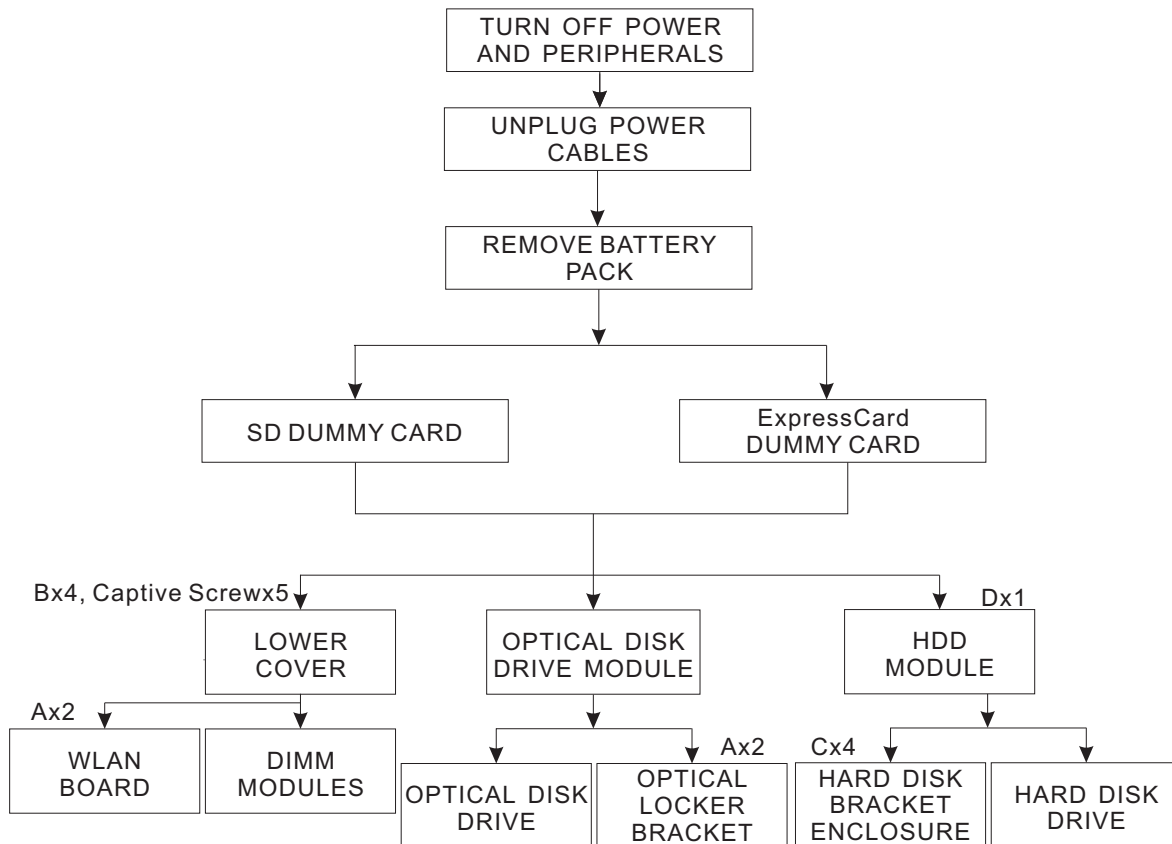 TURN OFF POWER
AND PERIPHERALS
UNPLUG POWER
CABLES
REMOVE BATTERY
PACK
SD DUMMY CARD
ExpressCard
DUMMY CARD
Bx4, Captive Screwx5
LOWER
COVER
OPTICAL DISK
DRIVE MODULE
Dx1
HDD
MODULE
Ax2
WLAN
BOARD
DIMM
MODULES
OPTICAL DISK
DRIVE
Ax2
OPTICAL
LOCKER
BRACKET
Cx4
HARD DISK
BRACKET
ENCLOSURE
HARD DISK
DRIVE